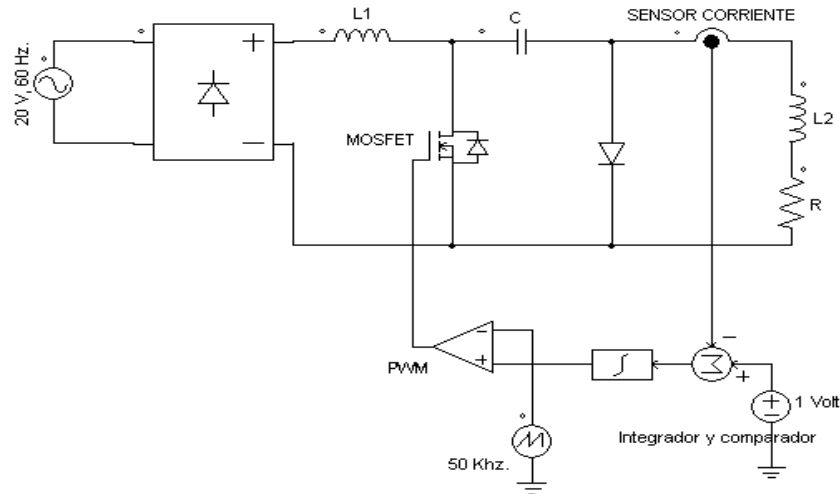 SENSOR CORRIENTE
L1
C
20 V, 60 Hz.
MOSFET
L2
R
PWM
1 Volt
Integrador y comparador
50 Khz.